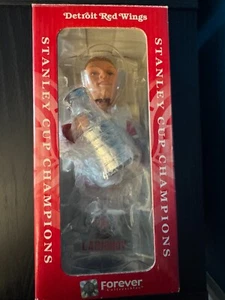 Detroit Red Wings
STANLEY CUP CHAMPIONS
STANLEY CUP CHAMPIONS
Forever